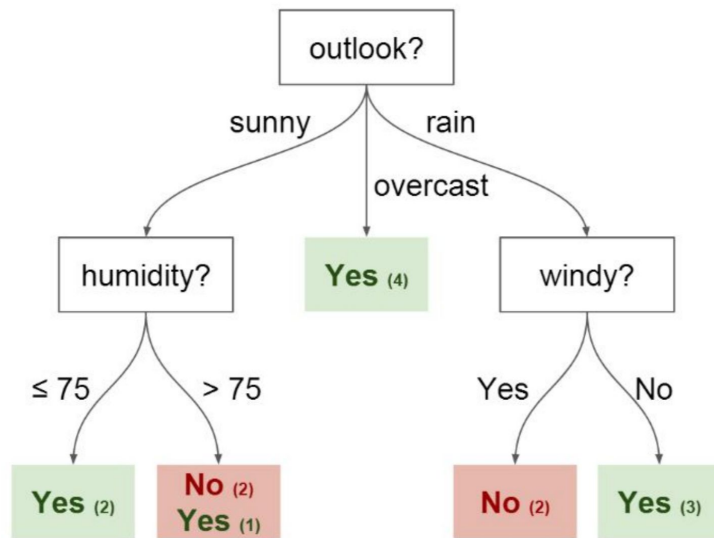 outlook?
sunny
rain
overcast
humidity?
Yes (4)
windy?
≤ 75
> 75
Yes
No
Yes (2)
No (2)
Yes (1)
No (2)
Yes (3)